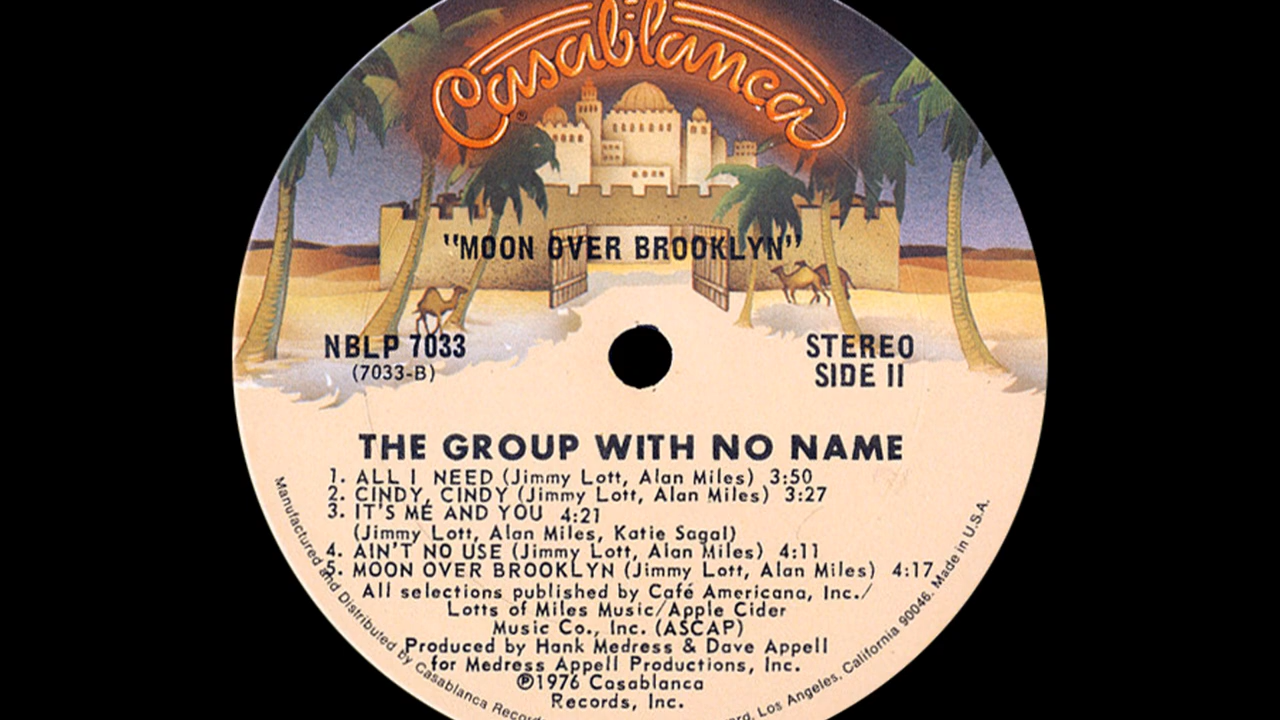 Casablanca
®
"MOON OVER BROOKLYN"
NBLP 7033
(7033-B)
STEREO
SIDE II
THE GROUP WITH NO NAME
1. ALL I NEED (Jimmy Lott, Alan Miles) 3:50
2. CINDY, CINDY (Jimmy Lott, Alan Miles) 3:27
3. IT'S ME AND YOU 4:21
(Jimmy Lott, Alan Miles, Katie Sagal)
4. AIN'T NO USE (Jimmy Lott, Alan Miles) 4:11
5. MOON OVER BROOKLYN (Jimmy Lott, Alan Miles) 4:17
All selections published by Café Americana, Inc./
Lotts of Miles Music/Apple Cider
Music Co., Inc. (ASCAP)
Produced by Hank Medress & Dave Appell
for Medress Appell Productions, Inc.
℗1976 Casablanca
Records, Inc.
Manufactured and Distributed by Casablanca Los Angeles, California 90046. Made in U.S.A.